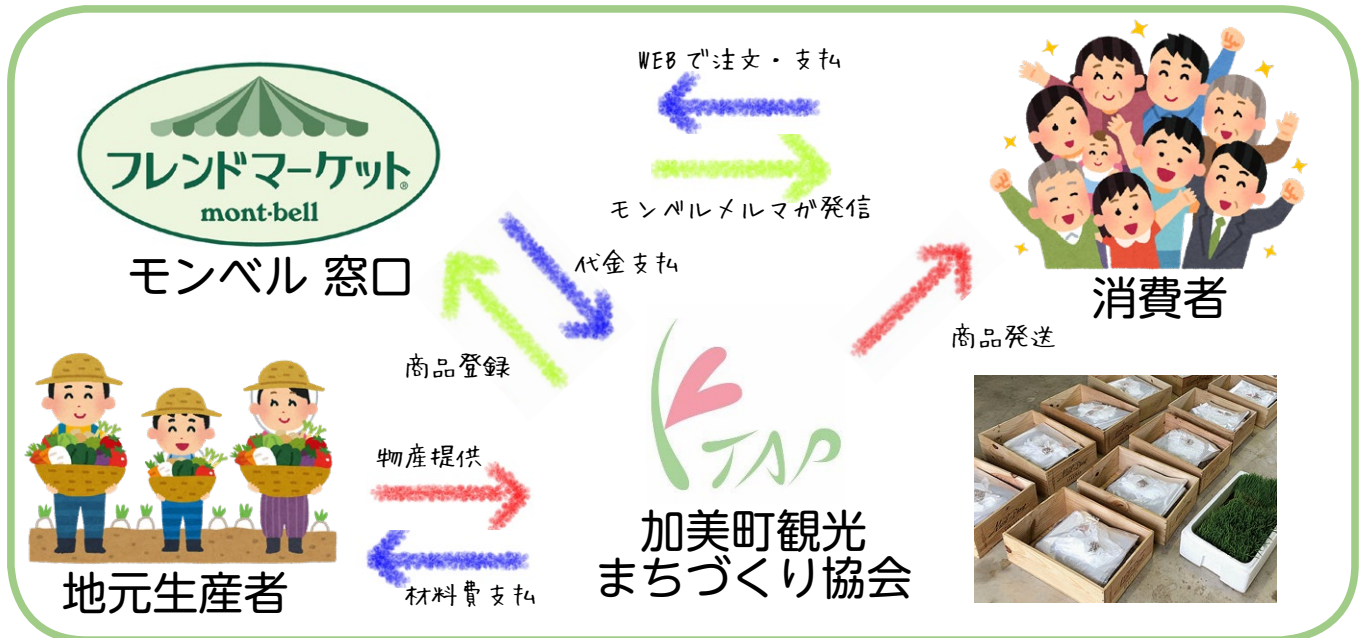 WEBで注文・支払
フレンドマーケット®
mont-bell
モンベルメルマガ発信
モンベル 窓口
代金支払
消費者
商品発送
商品登録
TAP
物産提供
加美町観光
まちづくり協会
材料費支払
地元生産者